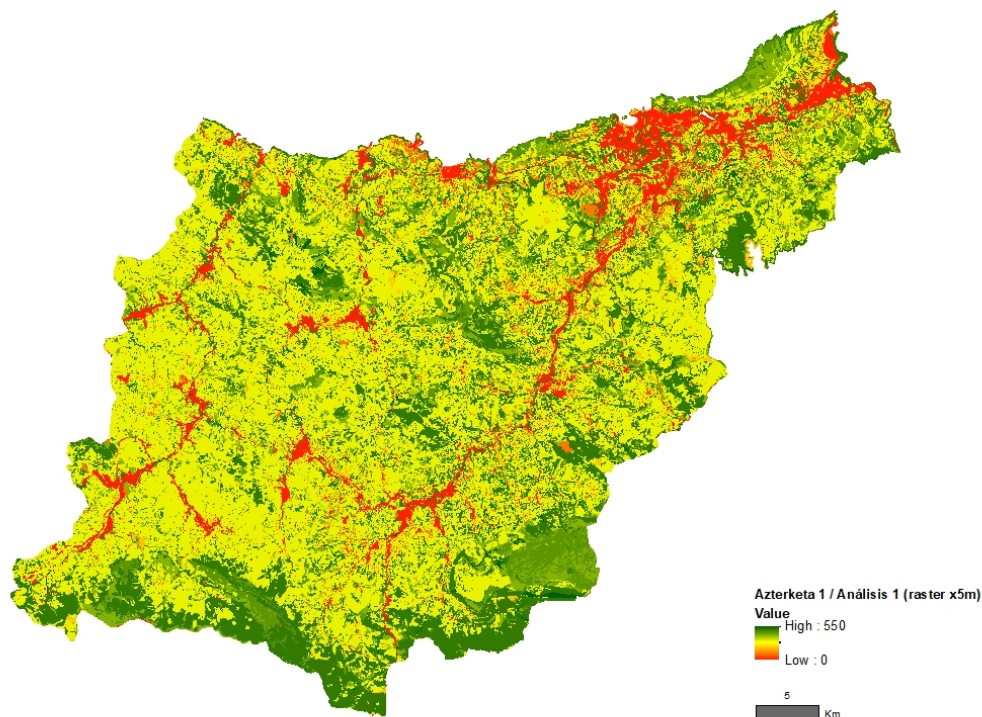 Azterketa 1 / Análisis 1 (raster x5m)
Value
High : 550
Low : 0
5
Km